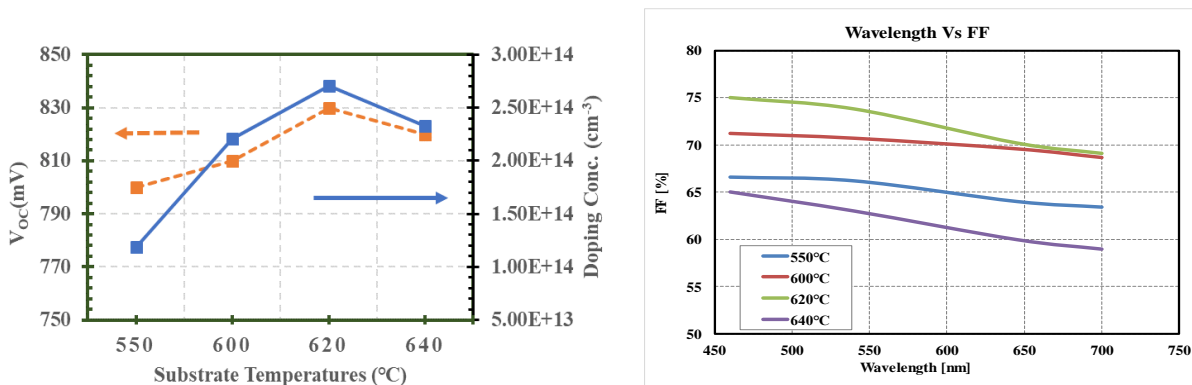 850
830
810
790
770
750
V_OC(mV)
3.00E+14
2.50E+14
2.00E+14
1.50E+14
1.00E+14
5.00E+13
Doping Conc. (cm⁻³)
550 600 620 640
Substrate Temperatures (°C)
Wavelength Vs FF
80
75
70
65
60
55
50
FF [%]
550°C
600°C
620°C
640°C
450 500 550 600 650 700 750
Wavelength [nm]